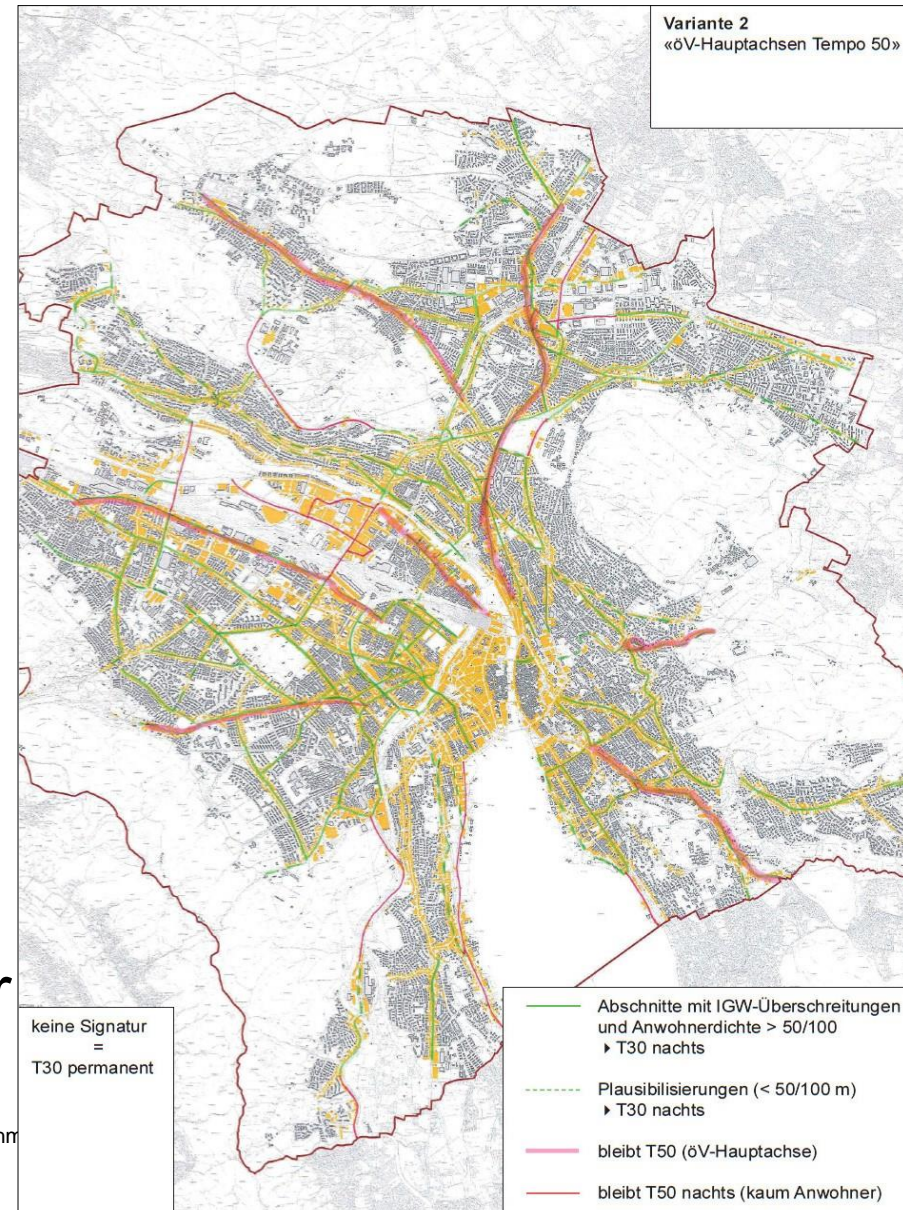 Variante 2
«öV-Hauptachsen Tempo 50»
keine Signatur
=
T30 permanent
Abschnitte mit IGW-Überschreitungen
und Anwohnerdichte > 50/100
▸ T30 nachts
Plausibilisierungen (< 50/100 m)
▸ T30 nachts
bleibt T50 (öV-Hauptachse)
bleibt T50 nachts (kaum Anwohner)